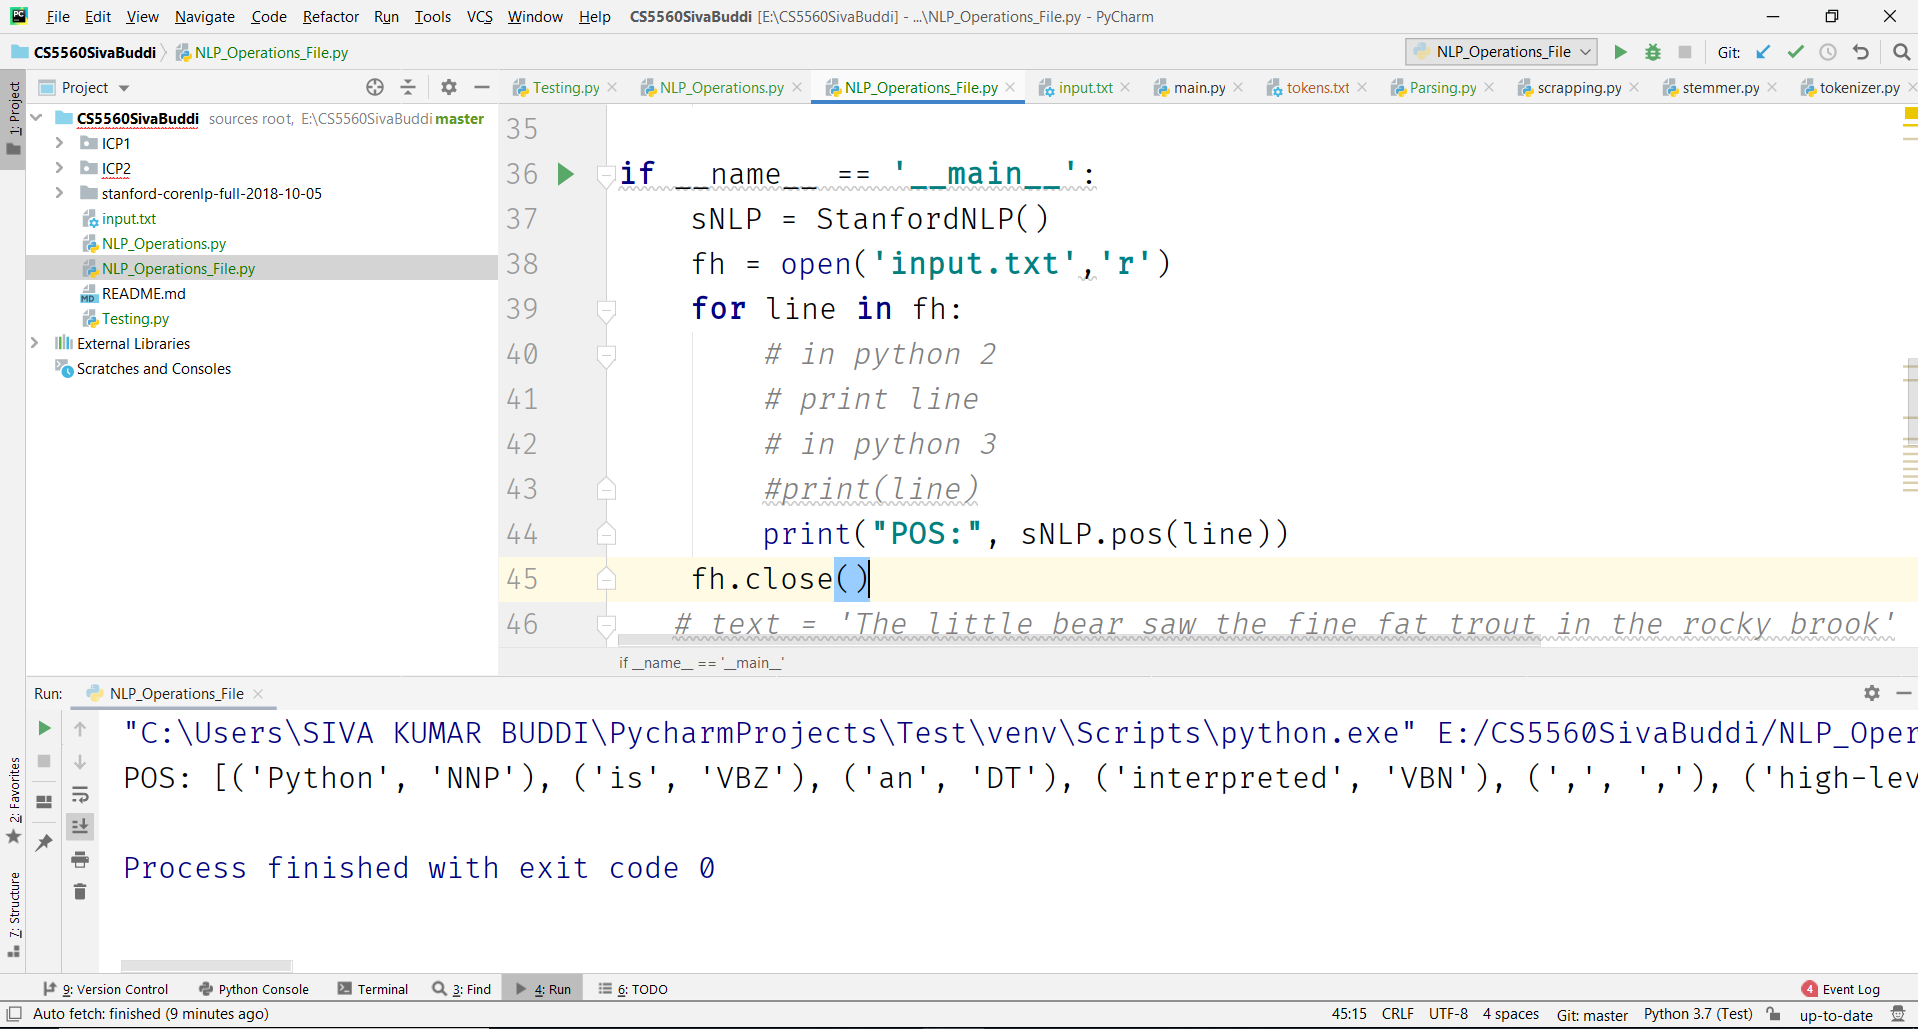 File Edit View Navigate Code Refactor Run Tools VCS Window Help CS5560SivaBuddi [E:\CS5560SivaBuddi] - ...\NLP_Operations_File.py - PyCharm
CS5560SivaBuddi NLP_Operations_File.py NLP_Operations_File Git:
1: Project
Project
Testing.py NLP_Operations.py NLP_Operations_File.py input.txt main.py tokens.txt Parsing.py scrapping.py stemmer.py tokenizer.py
CS5560SivaBuddi sources root, E:\CS5560SivaBuddi master
ICP1
ICP2
stanford-corenlp-full-2018-10-05
input.txt
NLP_Operations.py
NLP_Operations_File.py
README.md
Testing.py
External Libraries
Scratches and Consoles
35
36 if __name__ == '__main__':
37 sNLP = StanfordNLP()
38 fh = open('input.txt','r')
39 for line in fh:
40 # in python 2
41 # print line
42 # in python 3
43 #print(line)
44 print("POS:", sNLP.pos(line))
45 fh.close()
46 # text = 'The little bear saw the fine fat trout in the rocky brook'
if __name__ == '__main__'
Run: NLP_Operations_File
"C:\Users\SIVA KUMAR BUDDI\PycharmProjects\Test\venv\Scripts\python.exe" E:/CS5560SivaBuddi/NLP_Oper
POS: [('Python', 'NNP'), ('is', 'VBZ'), ('an', 'DT'), ('interpreted', 'VBN'), (',', ','), ('high-lev
Process finished with exit code 0
2: Favorites
7: Structure
9: Version Control Python Console Terminal 3: Find 4: Run 6: TODO 4 Event Log
Auto fetch: finished (9 minutes ago) 45:15 CRLF UTF-8 4 spaces Git: master Python 3.7 (Test) up-to-date